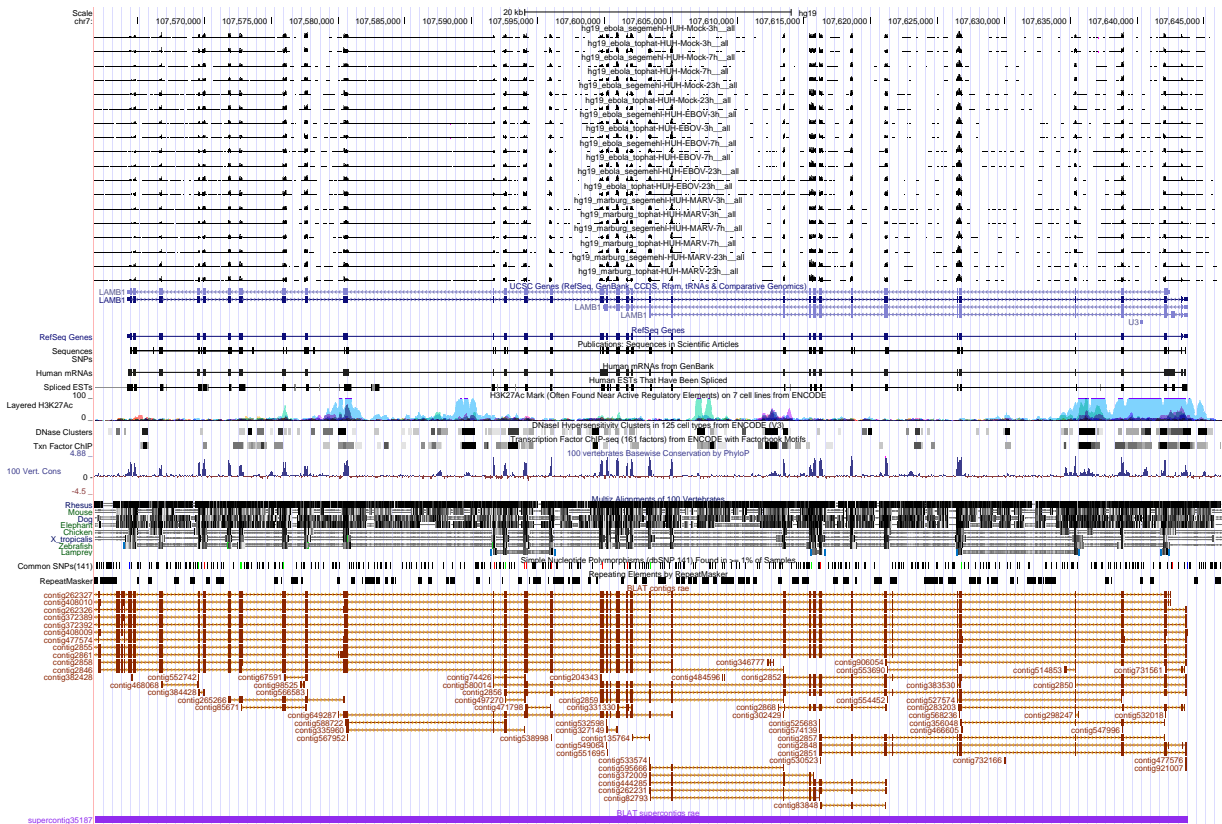 Scale 20 kb hg19
chr7: 107,570,000 107,575,000 107,580,000 107,585,000 107,590,000 107,595,000 107,600,000 107,605,000 107,610,000 107,615,000 107,620,000 107,625,000 107,630,000 107,635,000 107,640,000 107,645,000
hg19_ebola_segemehl-HUH-Mock-3h__all
hg19_ebola_tophat-HUH-Mock-3h__all
hg19_ebola_segemehl-HUH-Mock-7h__all
hg19_ebola_tophat-HUH-Mock-7h__all
hg19_ebola_segemehl-HUH-Mock-23h__all
hg19_ebola_tophat-HUH-Mock-23h__all
hg19_ebola_segemehl-HUH-EBOV-3h__all
hg19_ebola_tophat-HUH-EBOV-3h__all
hg19_ebola_segemehl-HUH-EBOV-7h__all
hg19_ebola_tophat-HUH-EBOV-7h__all
hg19_ebola_segemehl-HUH-EBOV-23h__all
hg19_ebola_tophat-HUH-EBOV-23h__all
hg19_marburg_segemehl-HUH-MARV-3h__all
hg19_marburg_tophat-HUH-MARV-3h__all
hg19_marburg_segemehl-HUH-MARV-7h__all
hg19_marburg_tophat-HUH-MARV-7h__all
hg19_marburg_segemehl-HUH-MARV-23h__all
hg19_marburg_tophat-HUH-MARV-23h__all
UCSC Genes (RefSeq, GenBank, CCDS, Rfam, tRNAs & Comparative Genomics)
LAMB1
LAMB1
LAMB1
LAMB1
U3
RefSeq Genes
RefSeq Genes
Publications: Sequences in Scientific Articles
Sequences
SNPs
Human mRNAs from GenBank
Human mRNAs
Human ESTs That Have Been Spliced
Spliced ESTs
100 _ H3K27Ac Mark (Often Found Near Active Regulatory Elements) on 7 cell lines from ENCODE
Layered H3K27Ac
0 _
DNaseI Hypersensitivity Clusters in 125 cell types from ENCODE (V3)
DNase Clusters
Transcription Factor ChIP-seq (161 factors) from ENCODE with Factorbook Motifs
Txn Factor ChIP
4.88 _ 100 vertebrates Basewise Conservation by PhyloP
100 Vert. Cons
0 -
-4.5 _
Multiz Alignments of 100 Vertebrates
Rhesus
Mouse
Dog
Elephant
Chicken
X_tropicalis
Zebrafish
Lamprey
Simple Nucleotide Polymorphisms (dbSNP 141) Found in >= 1% of Samples
Common SNPs(141)
Repeating Elements by RepeatMasker
RepeatMasker
BLAT contigs rae
contig262327
contig408010
contig262326
contig372389
contig372392
contig408009
contig477574
contig2855
contig2861
contig2858 contig346777 contig906054
contig2846 contig553690 contig514853 contig731561
contig382428 contig552742 contig67591 contig74426 contig204343 contig484596 contig2852
contig468068 contig98525 contig580014 contig383530 contig2850
contig384428 contig566583 contig2856
contig265266 contig497270 contig2859 contig554452 contig527574
contig85671 contig471798 contig331330 contig2868 contig283203
contig649287 contig302429 contig568236 contig298247 contig532018
contig588722 contig532598 contig525683 contig356048
contig335960 contig327149 contig574139 contig466605 contig547996
contig567952 contig538998 contig135764 contig2857
contig549064 contig2848
contig551695 contig2851
contig533574 contig530523 contig732166 contig477576
contig595666 contig921007
contig372009
contig444285
contig262231
contig82793
contig83848
BLAT supercontigs rae
supercontig35187